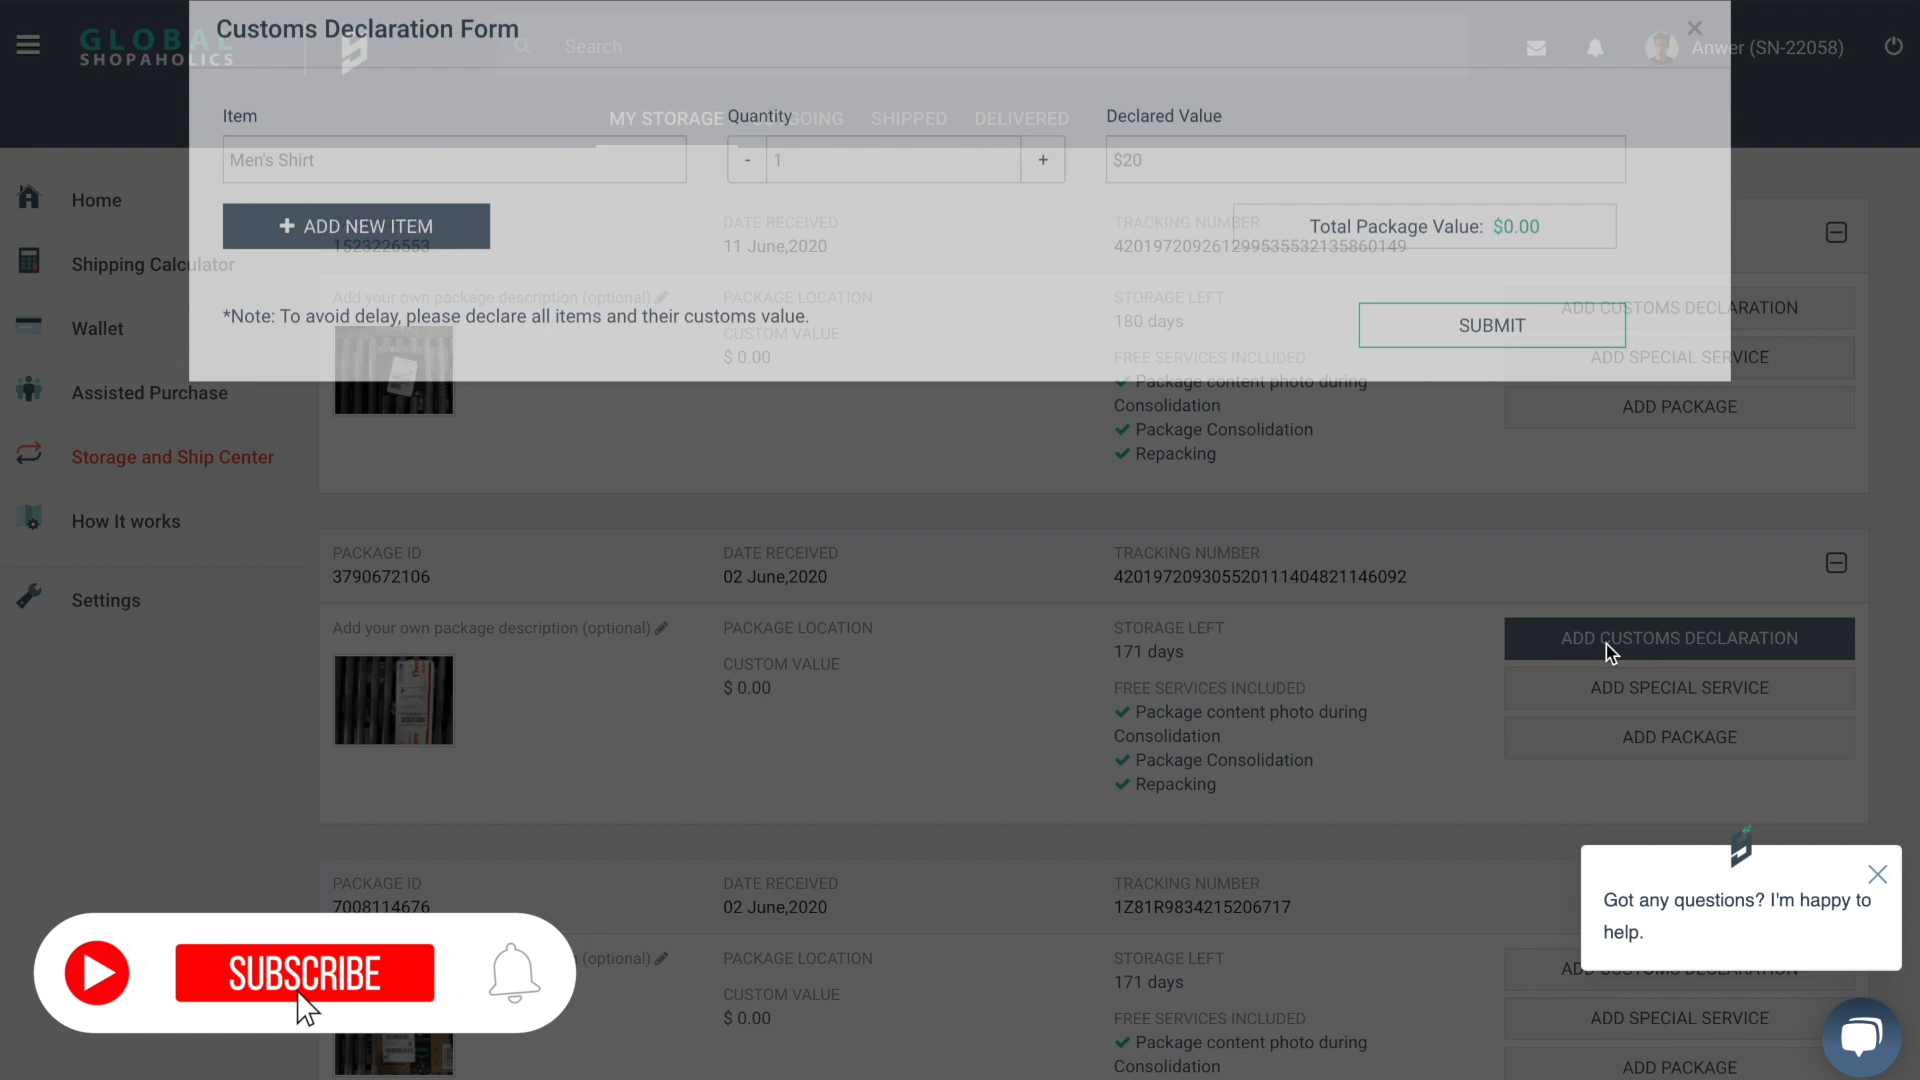 Customs Declaration Form
GLOBAL
SHOPAHOLICS
Search
Anwer (SN-22058)
MY STORAGE
SHIPPED
DELIVERED
Item
Quantity
Declared Value
Men's Shirt
-
1
+
$20
Home
+ ADD NEW ITEM
Total Package Value: $0.00
DATE RECEIVED
TRACKING NUMBER
1523226553
11 June,2020
Shipping Calculator
Add your own package description (optional)
PACKAGE LOCATION
STORAGE LEFT
ADD CUSTOMS DECLARATION
*Note: To avoid delay, please declare all items and their customs value.
180 days
SUBMIT
Wallet
CUSTOM VALUE
$ 0.00
FREE SERVICES INCLUDED
ADD SPECIAL SERVICE
Package content photo during
Consolidation
Package Consolidation
Repacking
ADD PACKAGE
Assisted Purchase
Storage and Ship Center
How It works
Settings
PACKAGE ID
DATE RECEIVED
TRACKING NUMBER
3790672106
02 June,2020
420197209305520111404821146092
Add your own package description (optional)
PACKAGE LOCATION
STORAGE LEFT
171 days
ADD CUSTOMS DECLARATION
CUSTOM VALUE
$ 0.00
FREE SERVICES INCLUDED
ADD SPECIAL SERVICE
Package content photo during
Consolidation
Package Consolidation
Repacking
ADD PACKAGE
PACKAGE ID
DATE RECEIVED
TRACKING NUMBER
7008114676
02 June,2020
1Z81R9834215206717
Got any questions? I'm happy to
help.
(optional)
PACKAGE LOCATION
STORAGE LEFT
171 days
ADD CUSTOMS DECLARATION
SUBSCRIBE
CUSTOM VALUE
$ 0.00
FREE SERVICES INCLUDED
ADD SPECIAL SERVICE
Package content photo during
Consolidation
ADD PACKAGE